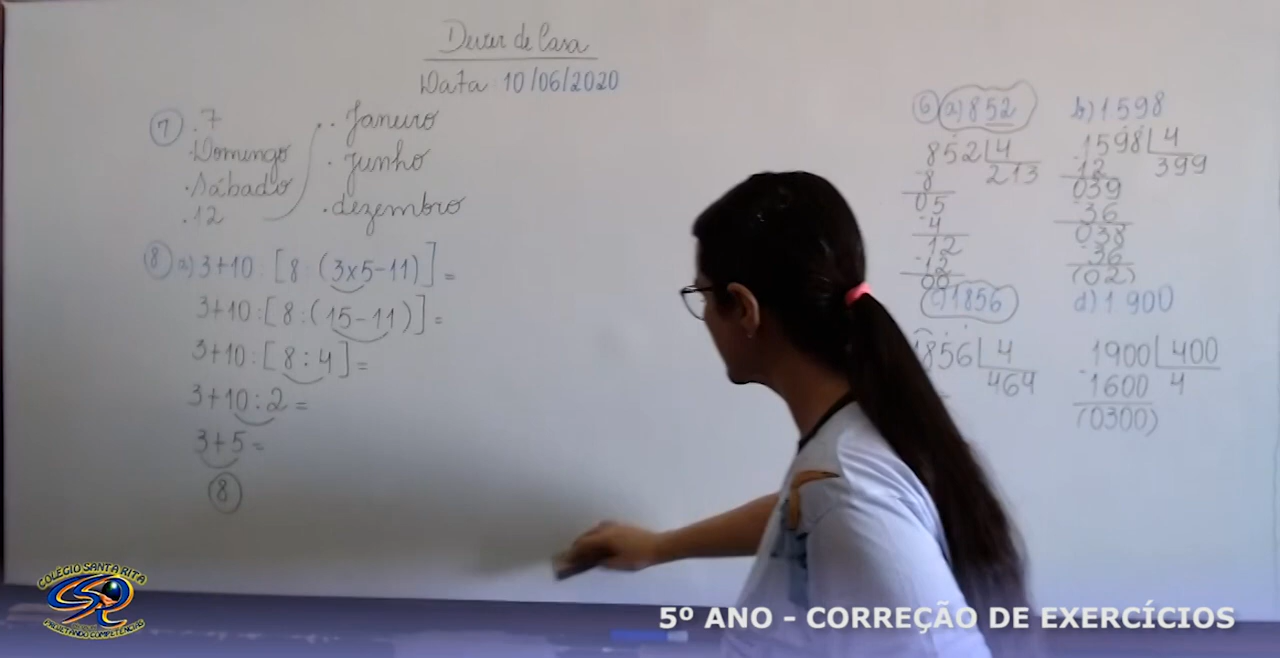 Dever de Casa
Data: 10/06/2020
7 . 7
. Domingo
. Sábado
. 12
. Janeiro
. Junho
. dezembro
8 a) 3+10 : [8 : (3x5-11)] =
3+10 : [8 : (15-11)] =
3+10 : [8 : 4] =
3+10 : 2 =
3+5 =
8
6 a) 852
852 4
-8 213
05
-4
12
-12
00
b) 1598
1598 4
-12 399
039
-36
038
-36
(02)
c) 1856
1856 4
464
d) 1900
1900 400
-1600 4
(0300)
COLÉGIO SANTA RITA
PROJETANDO COMPETÊNCIAS
5º ANO - CORREÇÃO DE EXERCÍCIOS